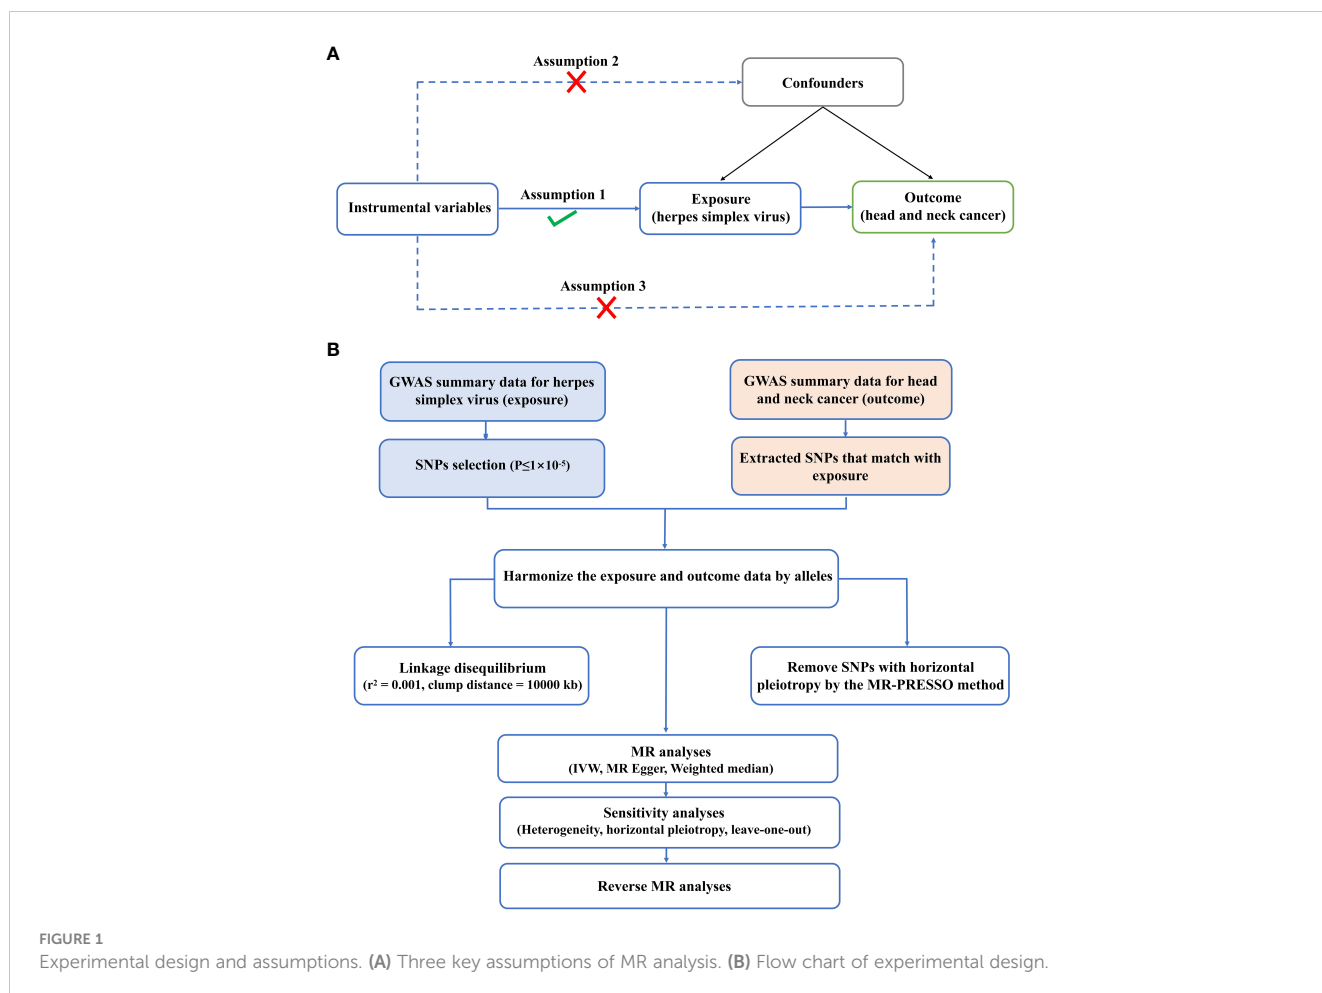 A
Assumption 2
Confounders
Assumption 1
Instrumental variables
Exposure
(herpes simplex virus)
Outcome
(head and neck cancer)
Assumption 3
B
GWAS summary data for herpes
simplex virus (exposure)
GWAS summary data for head
and neck cancer (outcome)
SNPs selection (P≤1×10⁻⁵)
Extracted SNPs that match with
exposure
Harmonize the exposure and outcome data by alleles
Linkage disequilibrium
(r² = 0.001, clump distance = 10000 kb)
Remove SNPs with horizontal
pleiotropy by the MR-PRESSO method
MR analyses
(IVW, MR Egger, Weighted median)
Sensitivity analyses
(Heterogeneity, horizontal pleiotropy, leave-one-out)
Reverse MR analyses
FIGURE 1
Experimental design and assumptions. (A) Three key assumptions of MR analysis. (B) Flow chart of experimental design.